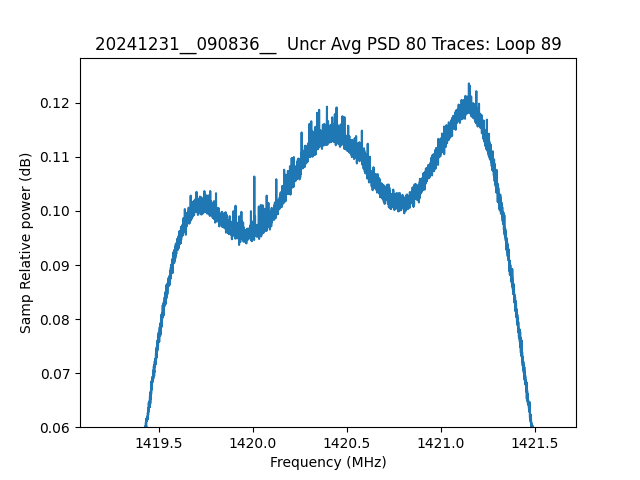 20241231__090836__  Uncr Avg PSD 80 Traces: Loop 89
Samp Relative power (dB)
0.12
0.11
0.10
0.09
0.08
0.07
0.06
1419.5 1420.0 1420.5 1421.0 1421.5
Frequency (MHz)